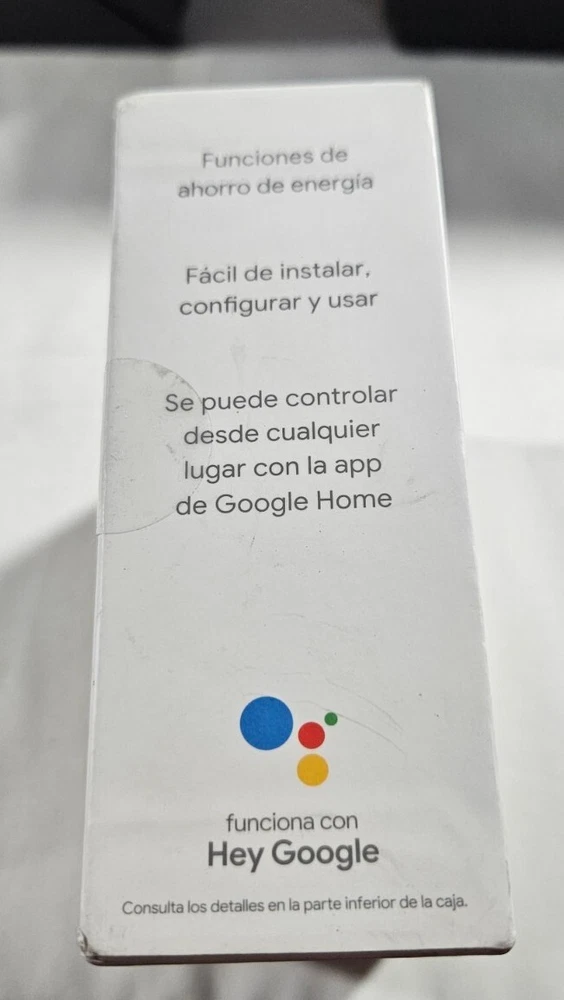 Funciones de
ahorro de energía
Fácil de instalar,
configurar y usar
Se puede controlar
desde cualquier
lugar con la app
de Google Home
funciona con
Hey Google
Consulta los detalles en la parte inferior de la caja.